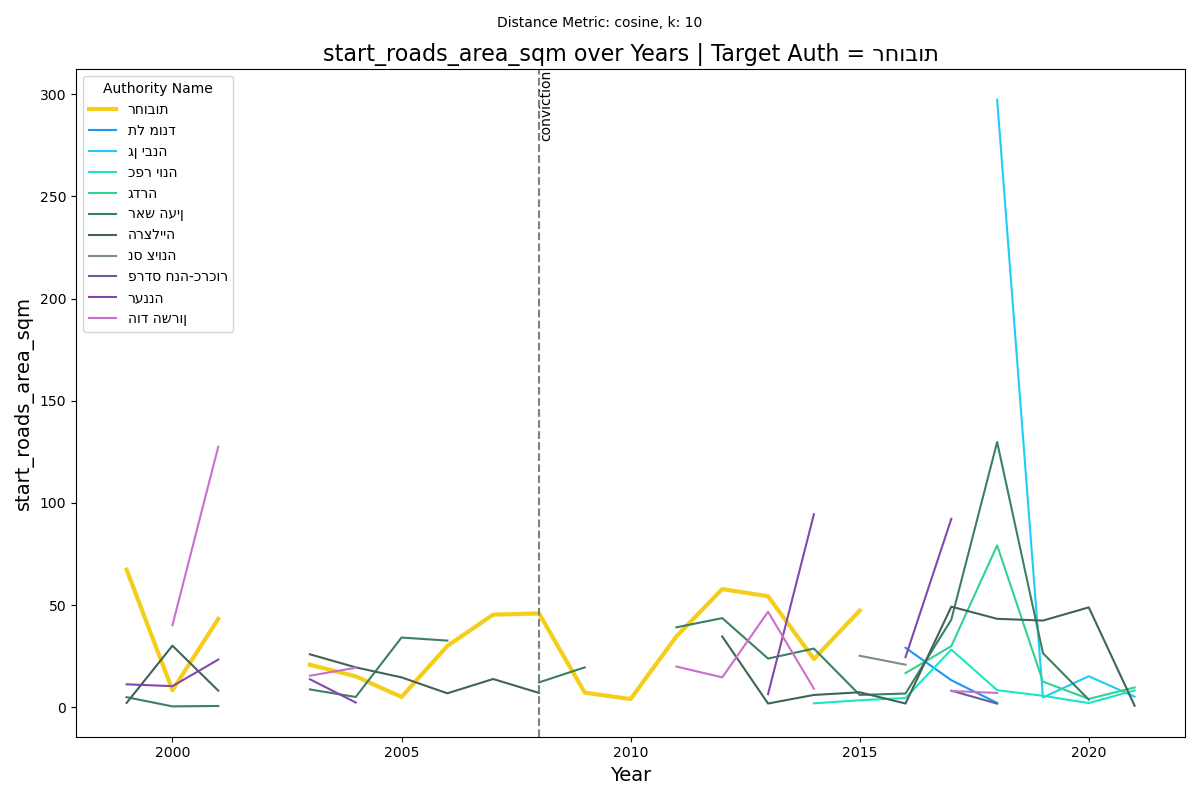 Distance Metric: cosine, k: 10
start_roads_area_sqm over Years | Target Auth = רחובות
Authority Name
רחובות
תל מונד
גן יבנה
כפר יונה
גדרה
ראש העין
הרצלייה
נס ציונה
פרדס חנה-כרכור
רעננה
הוד השרון
conviction
start_roads_area_sqm
300
250
200
150
100
50
0
2000
2005
2010
2015
2020
Year